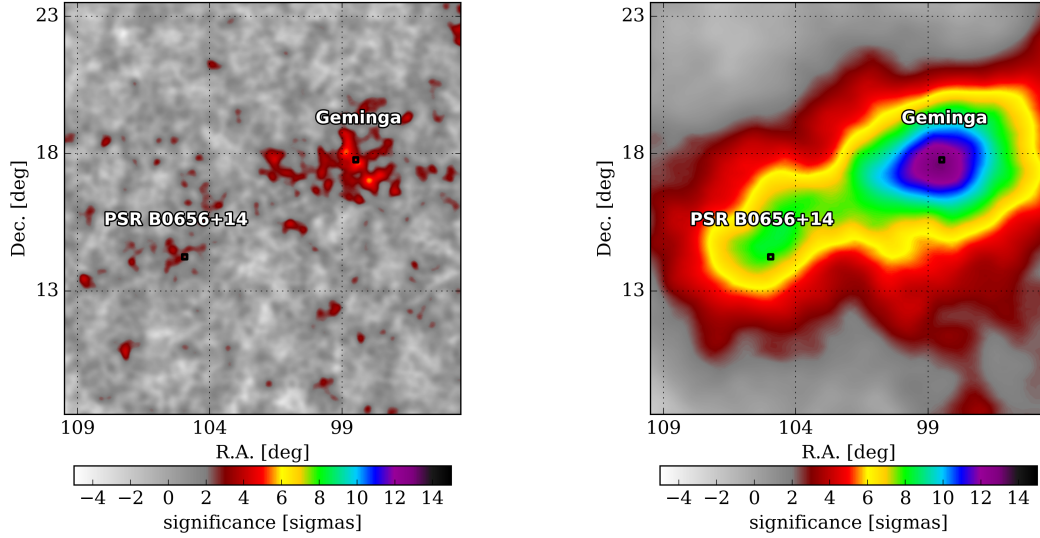 23
18
13
Dec. [deg]
Geminga
PSR B0656+14
109
104
99
R.A. [deg]
−4 −2 0 2 4 6 8 10 12 14
significance [sigmas]
23
18
13
Dec. [deg]
Geminga
PSR B0656+14
109
104
99
R.A. [deg]
−4 −2 0 2 4 6 8 10 12 14
significance [sigmas]